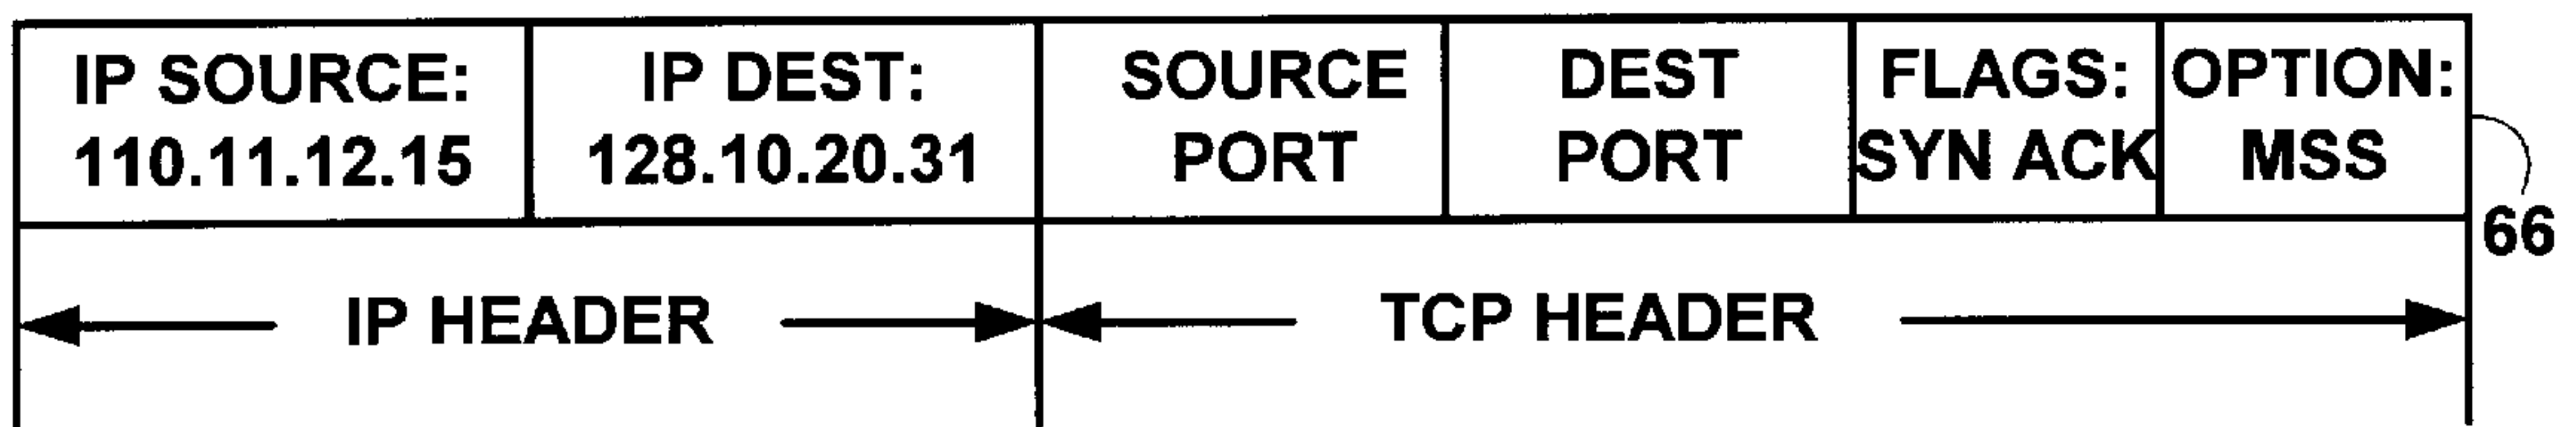 IP SOURCE:
110.11.12.15
IP DEST:
128.10.20.31
SOURCE
PORT
DEST
PORT
FLAGS:
SYN ACK
OPTION:
MSS
66
IP HEADER
TCP HEADER